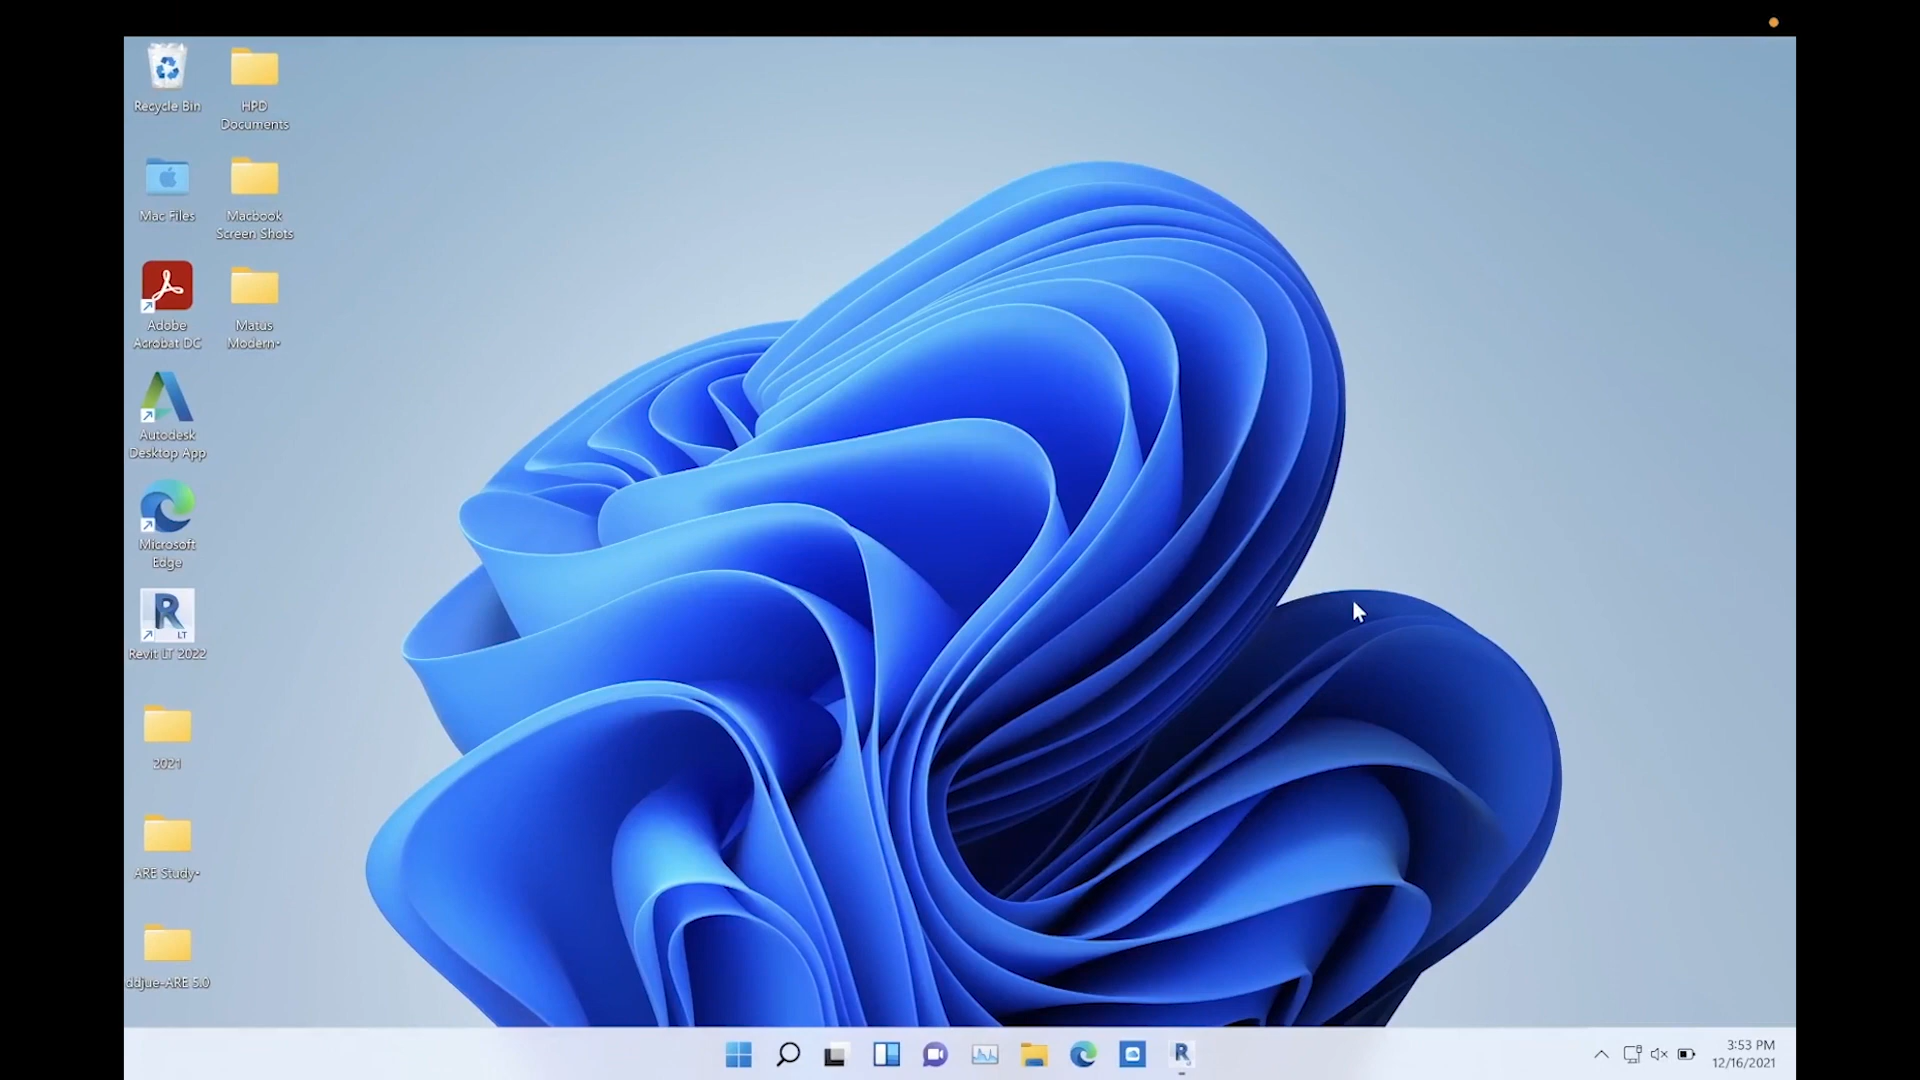 Recycle Bin
HPD
Documents
Mac Files
Macbook
Screen Shots
Adobe
Acrobat DC
Matus
Modern•
Autodesk
Desktop App
Microsoft
Edge
R
LT
Revit LT 2022
2021
ARE Study•
ddjue-ARE 5.0
R
3:53 PM
12/16/2021